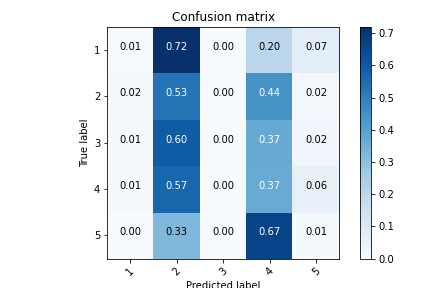 Confusion matrix
1 0.01 0.72 0.00 0.20 0.07
2 0.02 0.53 0.00 0.44 0.02
3 0.01 0.60 0.00 0.37 0.02
4 0.01 0.57 0.00 0.37 0.06
5 0.00 0.33 0.00 0.67 0.01
1 2 3 4 5
True label
Predicted label
0.7
0.6
0.5
0.4
0.3
0.2
0.1
0.0